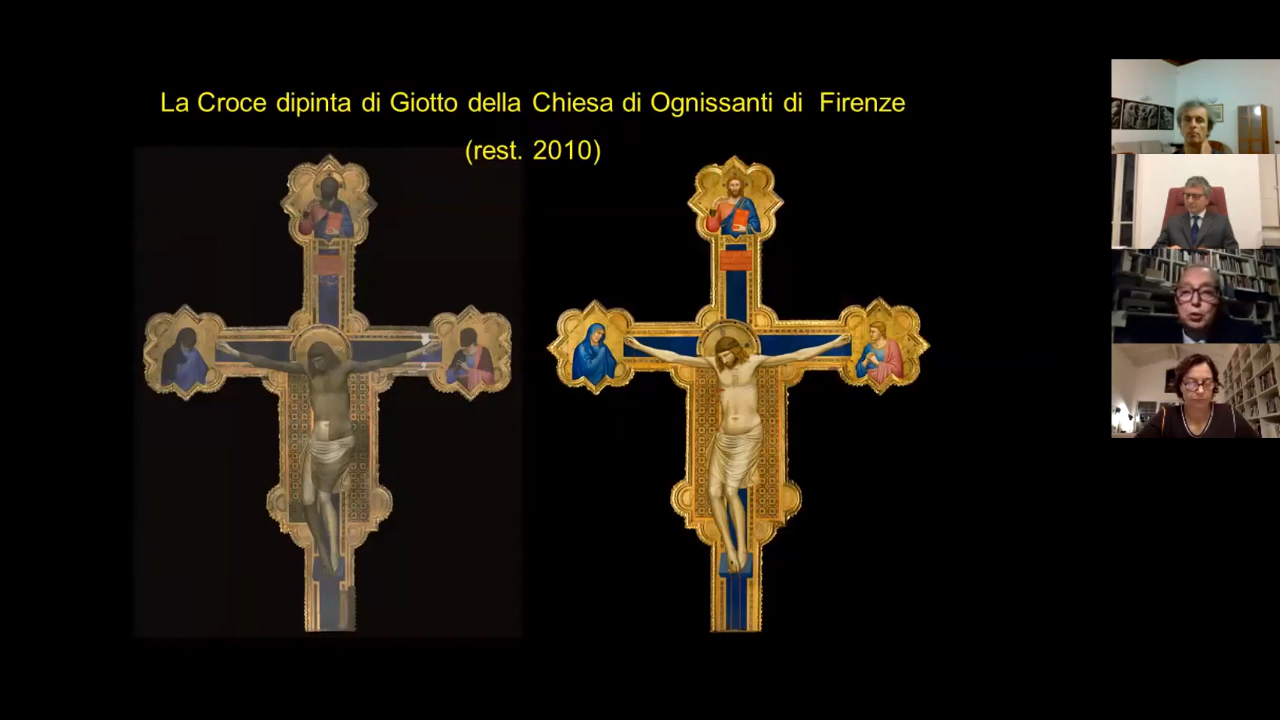 La Croce dipinta di Giotto della Chiesa di Ognissanti di Firenze
(rest. 2010)